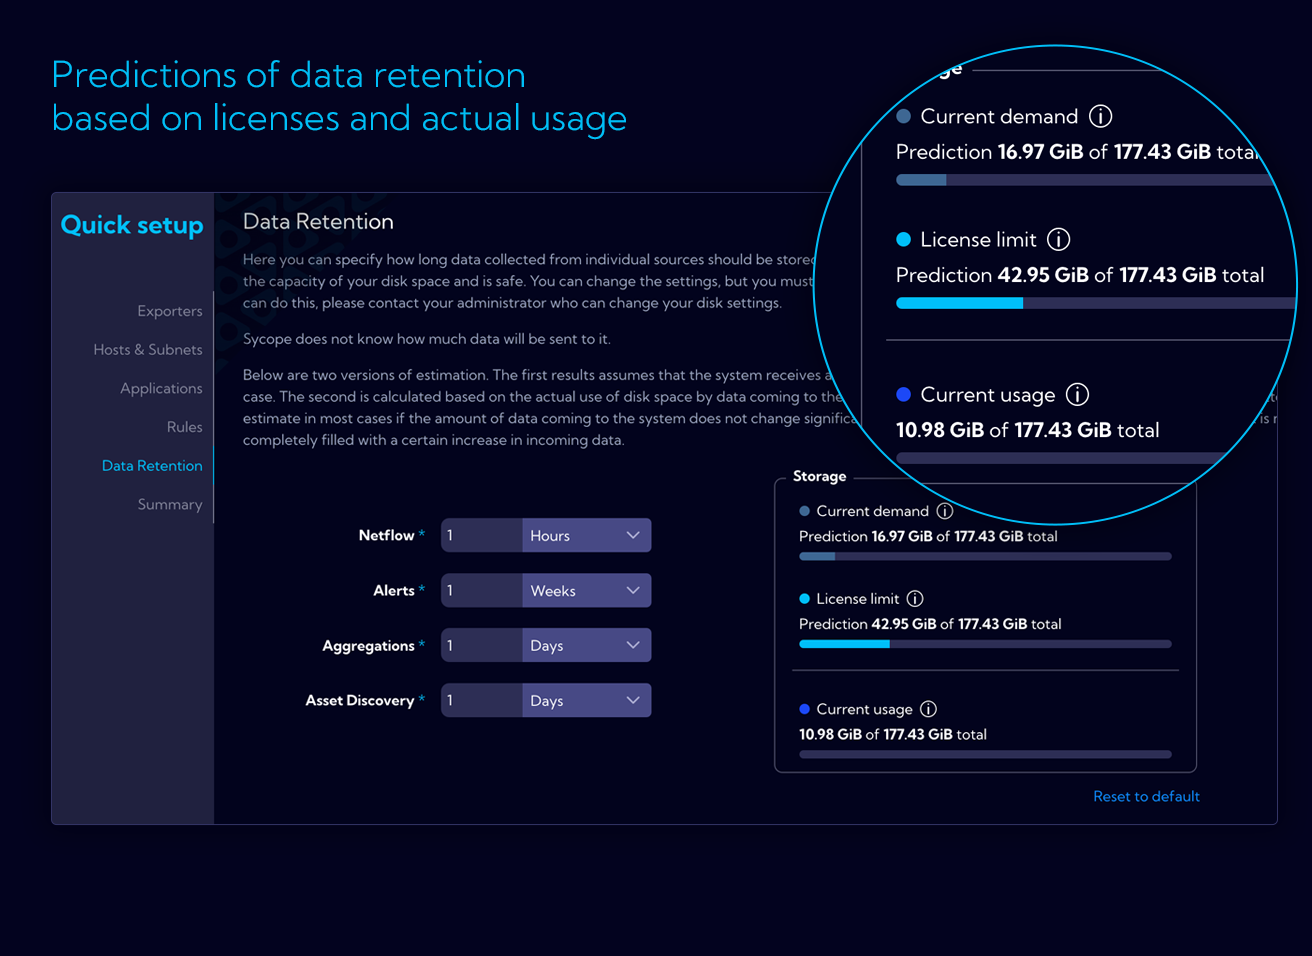 Predictions of data retention
based on licenses and actual usage
Quick setup
Exporters
Hosts & Subnets
Applications
Rules
Data Retention
Summary
Data Retention
Here you can specify how long data collected from individual sources should be stored
the capacity of your disk space and is safe. You can change the settings, but you must
can do this, please contact your administrator who can change your disk settings.
Sycope does not know how much data will be sent to it.
Below are two versions of estimation. The first results assumes that the system receives a
case. The second is calculated based on the actual use of disk space by data coming to the
estimate in most cases if the amount of data coming to the system does not change signific
completely filled with a certain increase in incoming data.
Netflow * 1 Hours
Alerts * 1 Weeks
Aggregations * 1 Days
Asset Discovery * 1 Days
Current demand
Prediction 16.97 GiB of 177.43 GiB total
License limit
Prediction 42.95 GiB of 177.43 GiB total
Current usage
10.98 GiB of 177.43 GiB total
Storage
Current demand
Prediction 16.97 GiB of 177.43 GiB total
License limit
Prediction 42.95 GiB of 177.43 GiB total
Current usage
10.98 GiB of 177.43 GiB total
Reset to default